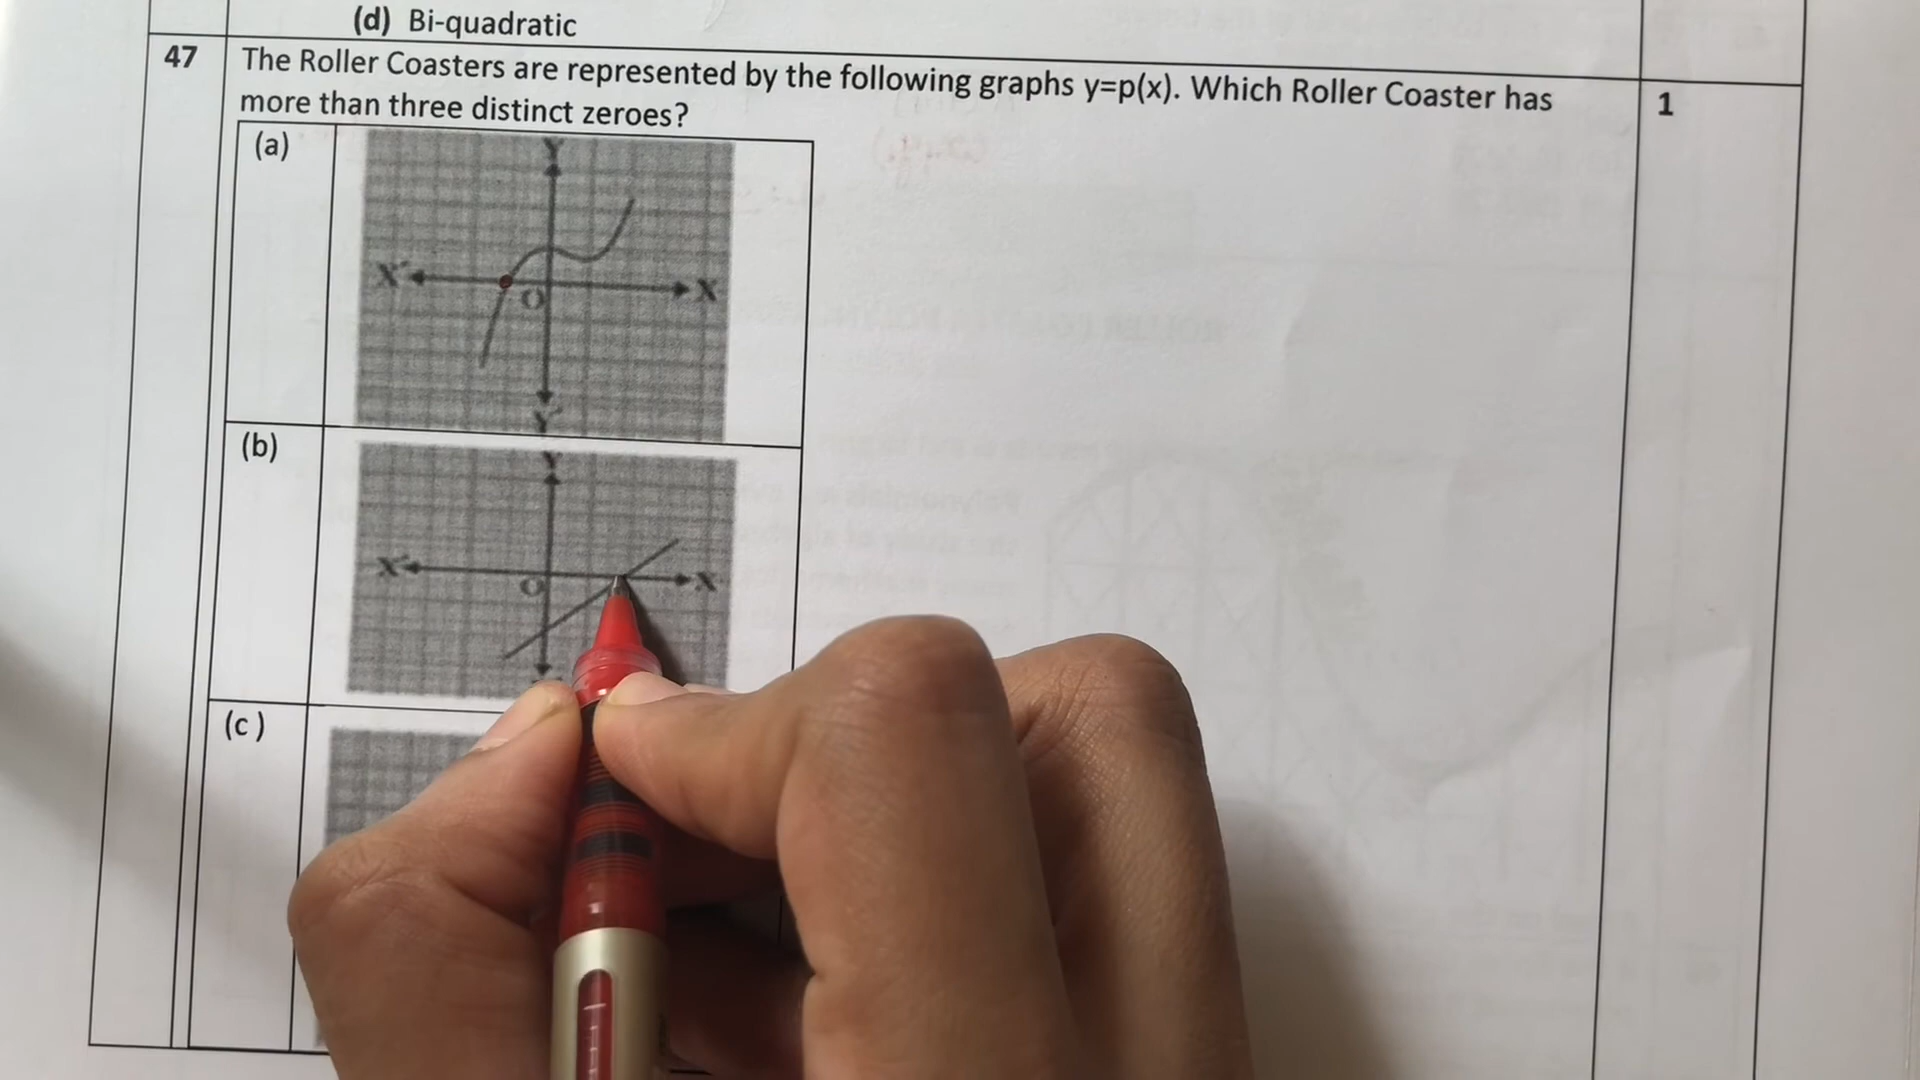 (d) Bi-quadratic
47
The Roller Coasters are represented by the following graphs y=p(x). Which Roller Coaster has
more than three distinct zeroes?
1
(a)
Y
X'
X
O
Y'
(b)
Y
X'
X
O
(c )